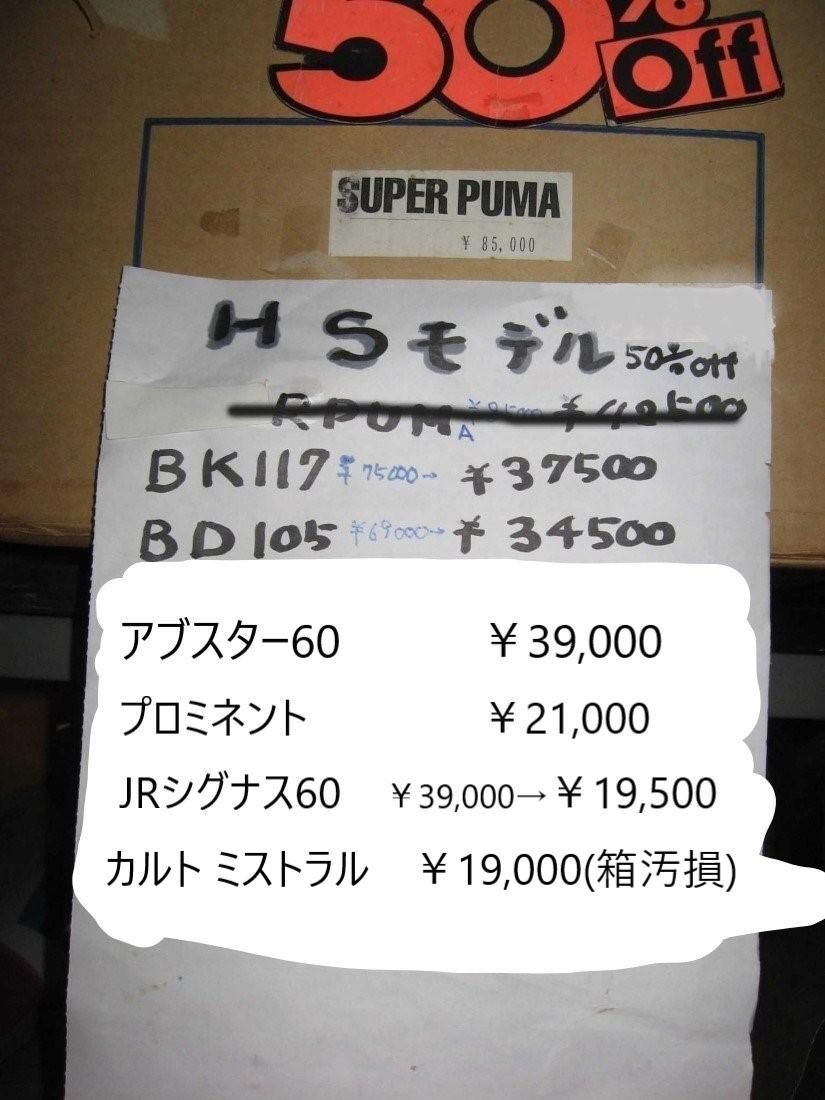 50% Off
SUPER PUMA
¥ 85,000
HSモデル 50%off
RPUMA ¥85000 ¥42500
BK117 ¥75000→ ¥37500
BD105 ¥69000→ ¥34500
アブスター60 ¥39,000
プロミネント ¥21,000
JRシグナス60 ¥39,000→¥19,500
カルト ミストラル ¥19,000(箱汚損)